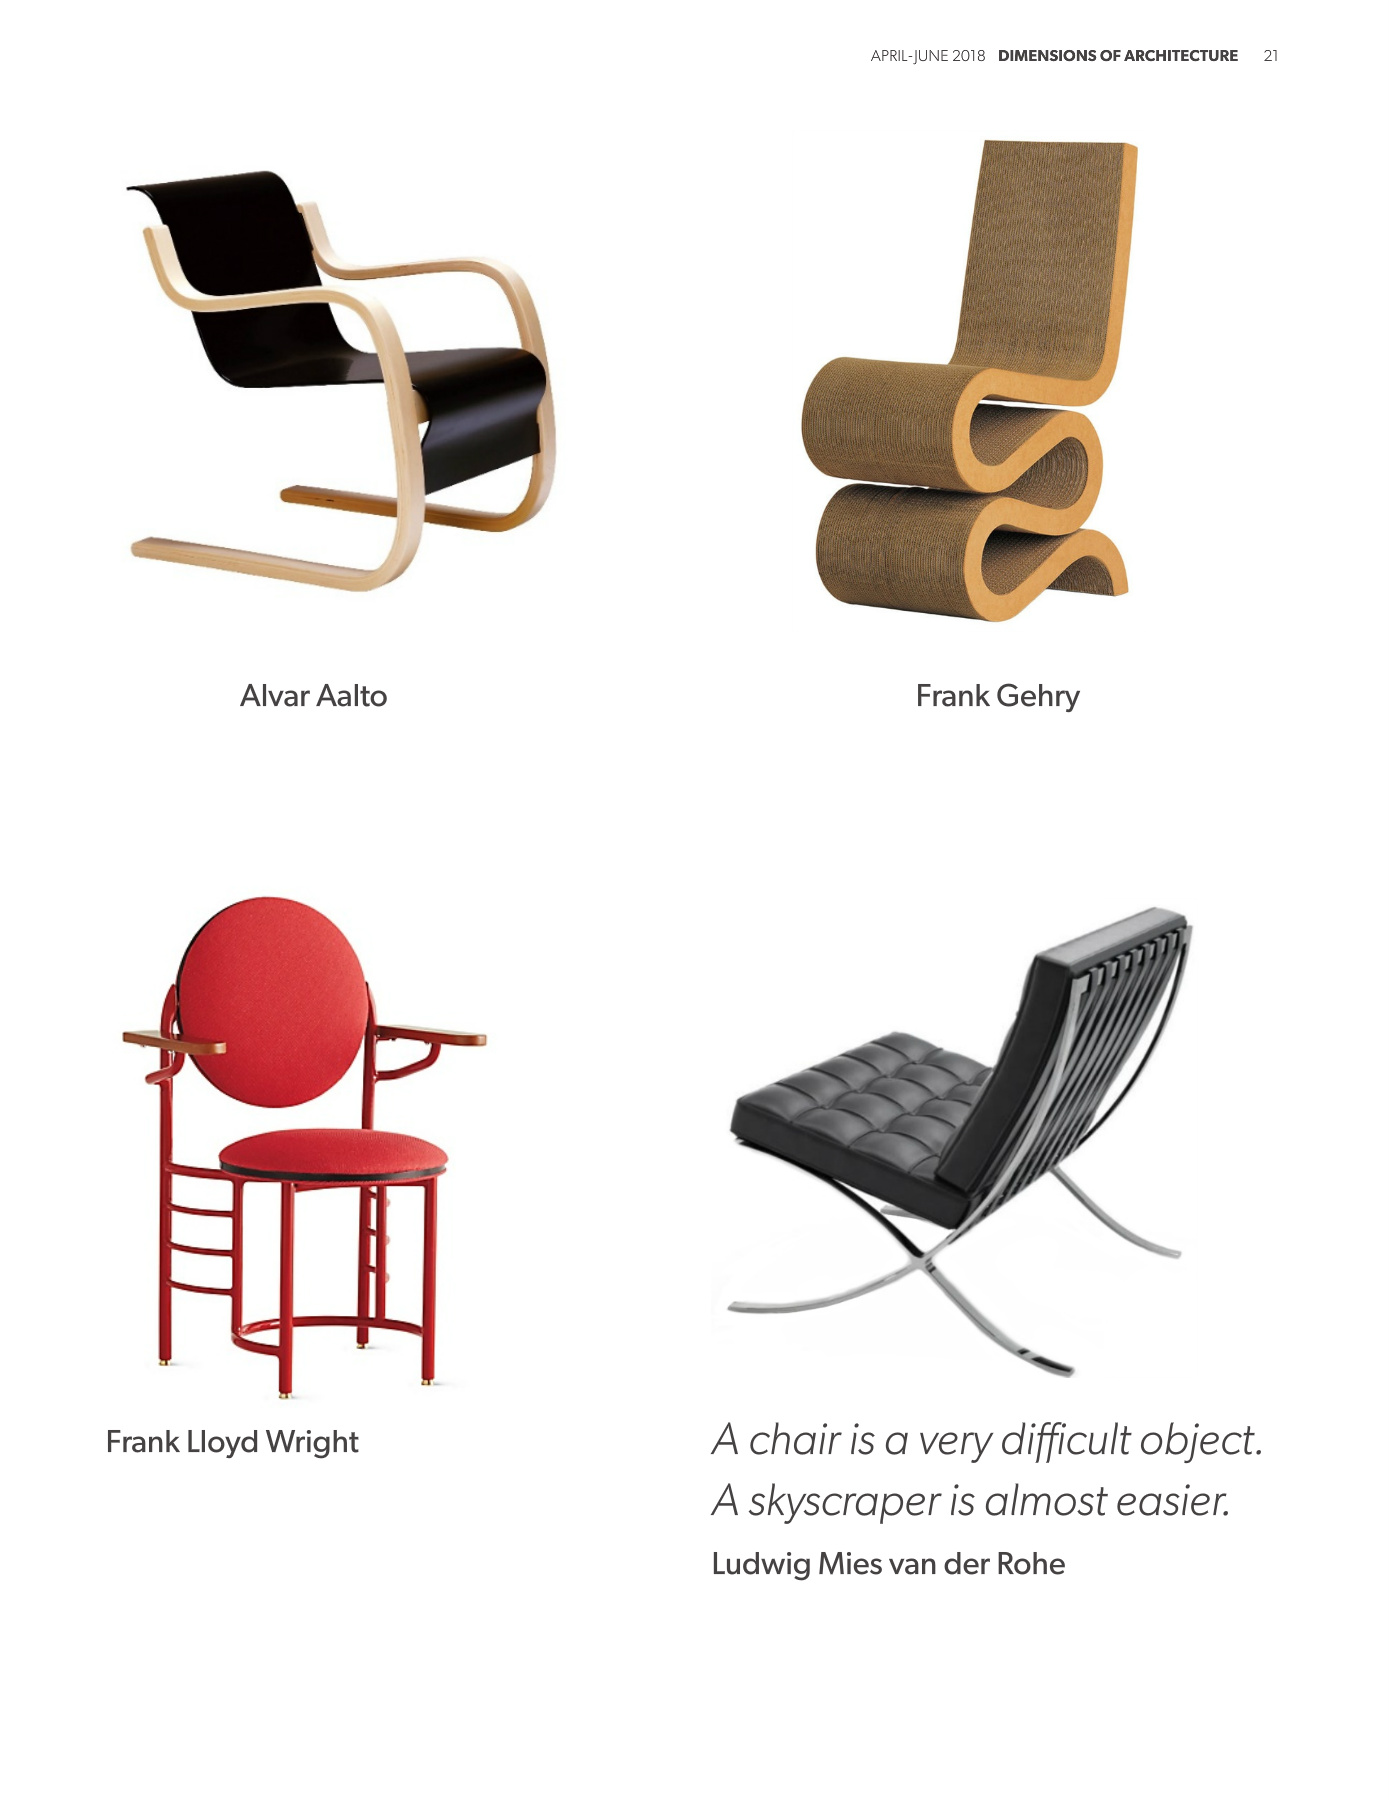 APRIL-JUNE 2018 DIMENSIONS OF ARCHITECTURE 21
Alvar Aalto
Frank Gehry
Frank Lloyd Wright
A chair is a very difficult object.
A skyscraper is almost easier.
Ludwig Mies van der Rohe